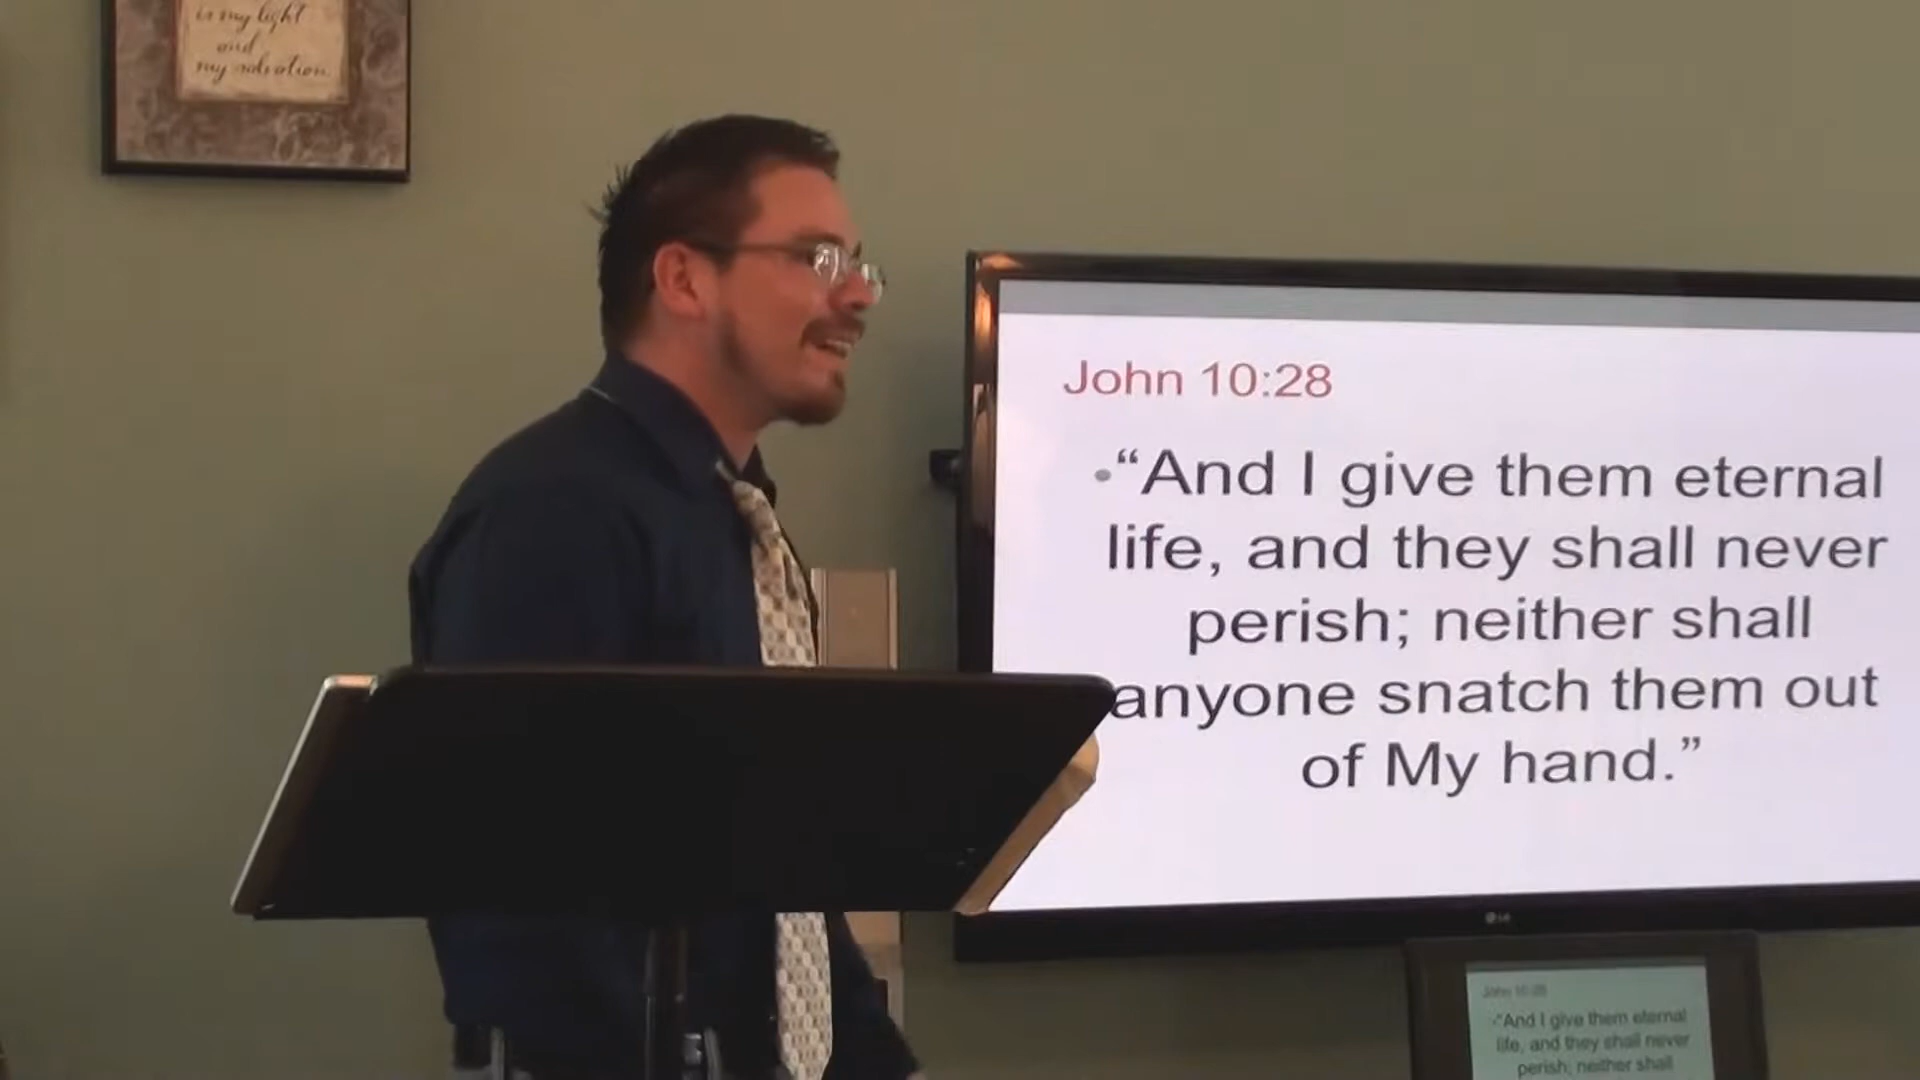 is my light
and
my salvation
John 10:28
•“And I give them eternal
life, and they shall never
perish; neither shall
anyone snatch them out
of My hand.”
LG
John 10:28
•“And I give them eternal
life, and they shall never
perish; neither shall